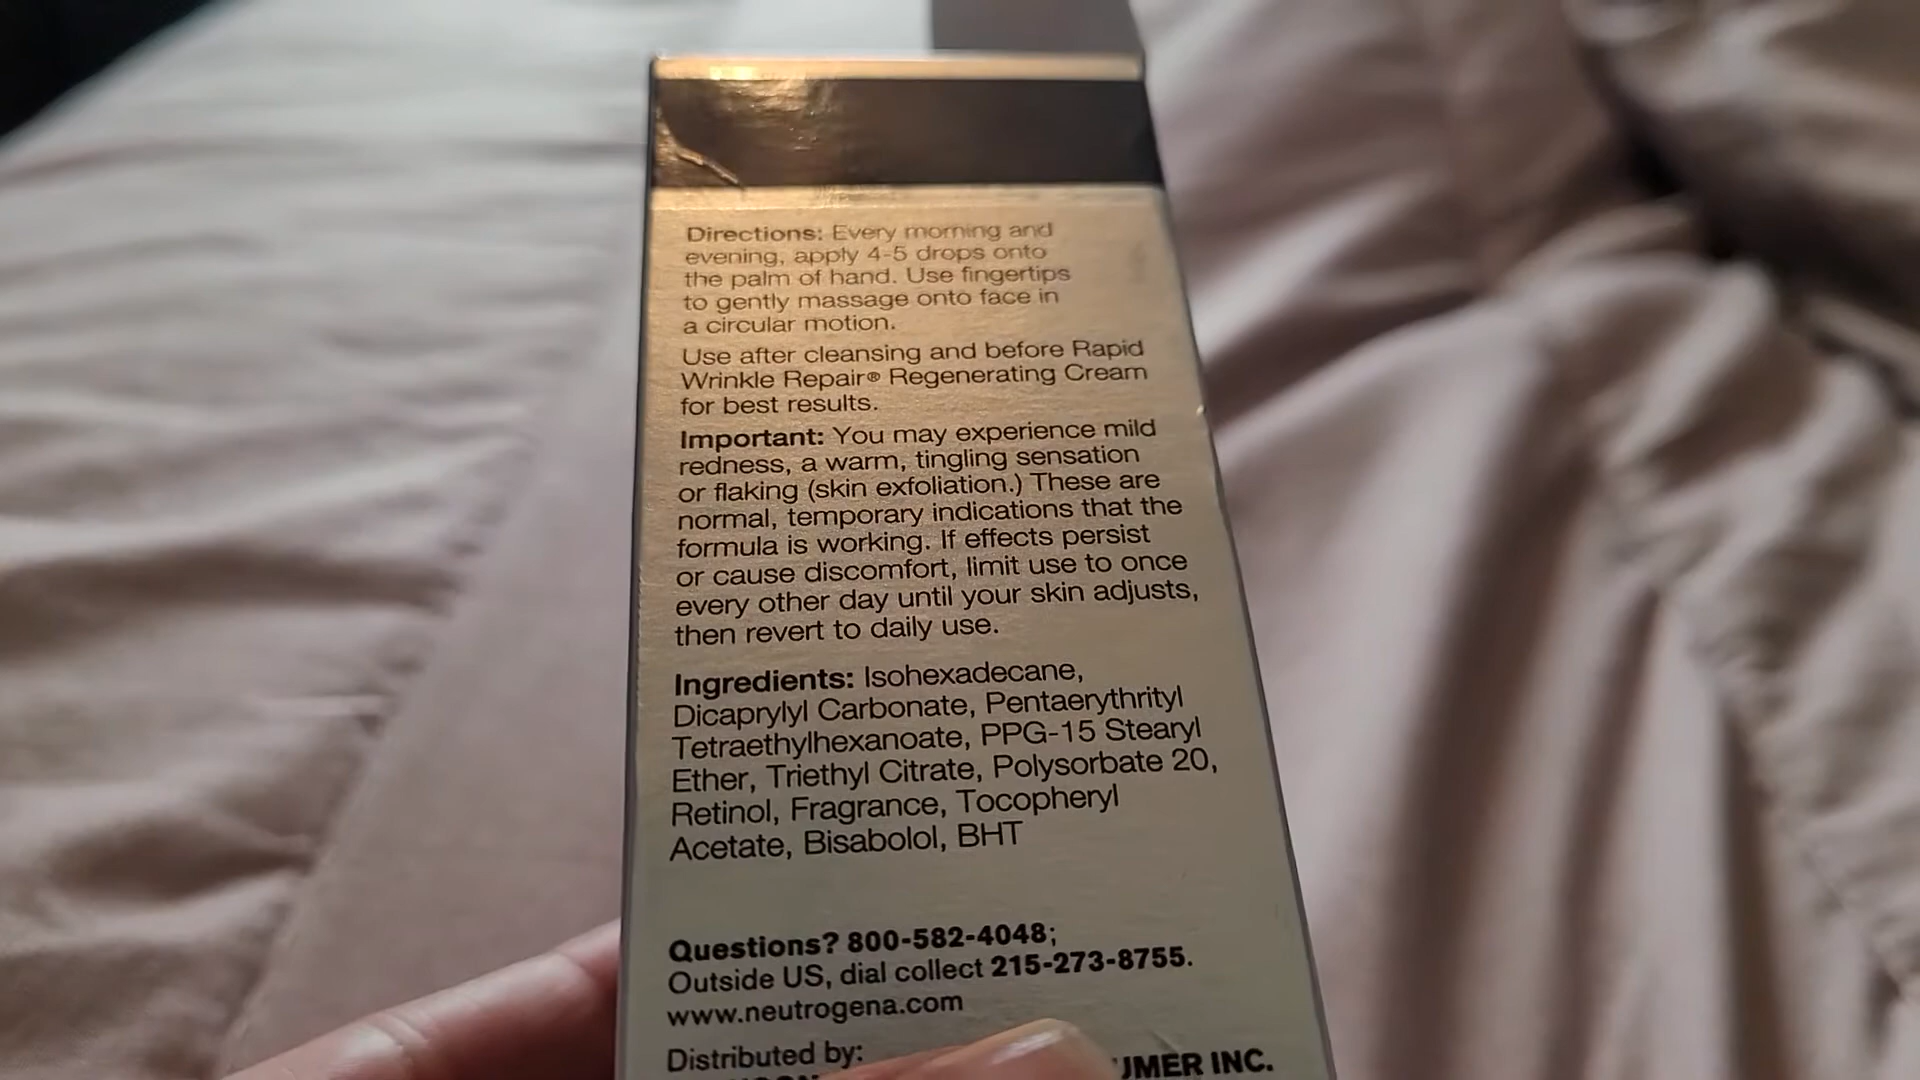 Directions: Every morning and
evening, apply 4-5 drops onto
the palm of hand. Use fingertips
to gently massage onto face in
a circular motion.
Use after cleansing and before Rapid
Wrinkle Repair® Regenerating Cream
for best results.
Important: You may experience mild
redness, a warm, tingling sensation
or flaking (skin exfoliation.) These are
normal, temporary indications that the
formula is working. If effects persist
or cause discomfort, limit use to once
every other day until your skin adjusts,
then revert to daily use.
Ingredients: Isohexadecane,
Dicaprylyl Carbonate, Pentaerythrityl
Tetraethylhexanoate, PPG-15 Stearyl
Ether, Triethyl Citrate, Polysorbate 20,
Retinol, Fragrance, Tocopheryl
Acetate, Bisabolol, BHT
Questions? 800-582-4048;
Outside US, dial collect 215-273-8755.
www.neutrogena.com
Distributed by:
INC.